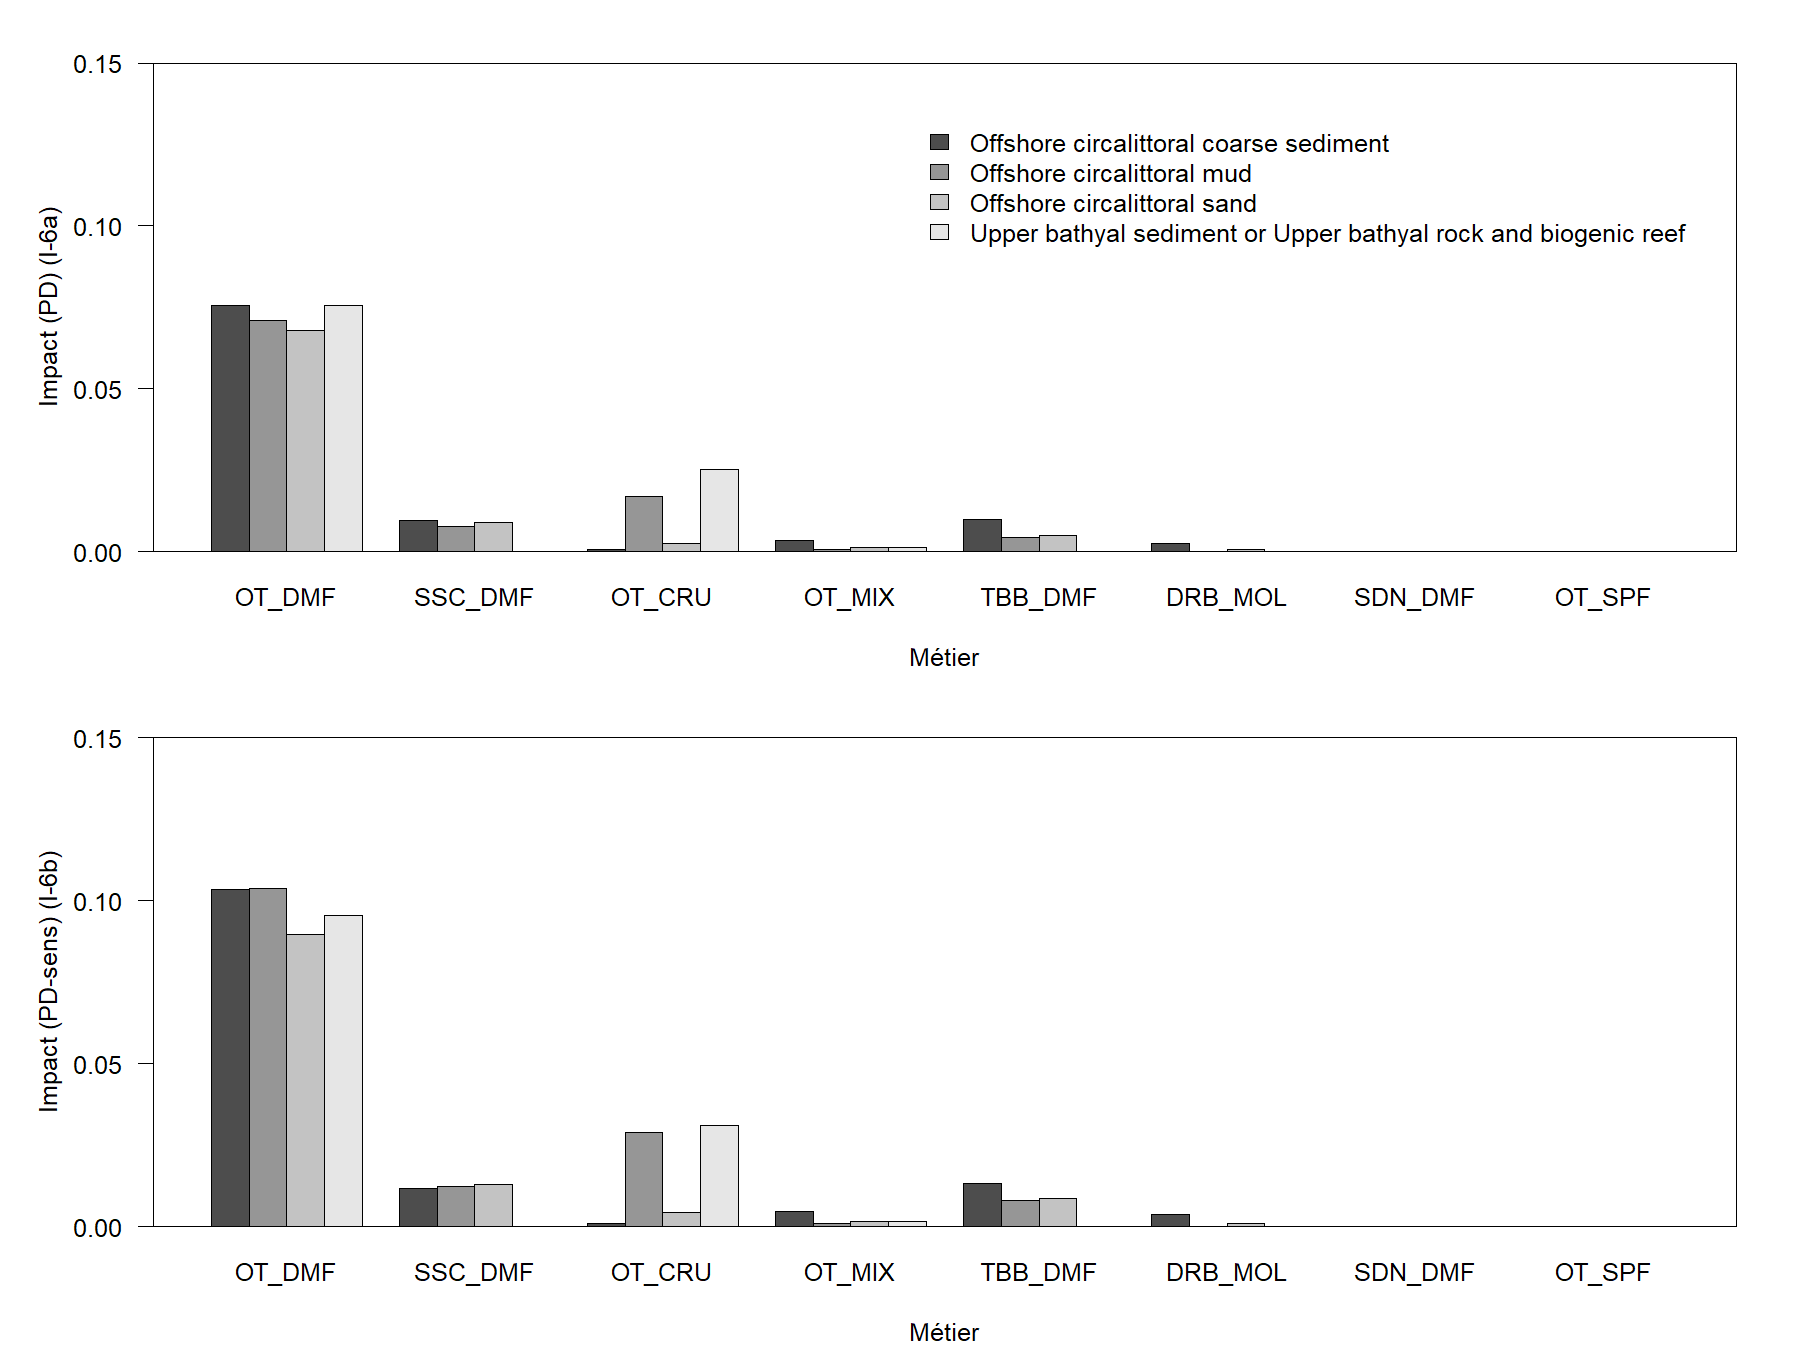 0.15
0.10
0.05
0.00
Impact (PD) (I-6a)
Offshore circalittoral coarse sediment
Offshore circalittoral mud
Offshore circalittoral sand
Upper bathyal sediment or Upper bathyal rock and biogenic reef
OT_DMF SSC_DMF OT_CRU OT_MIX TBB_DMF DRB_MOL SDN_DMF OT_SPF
Métier
0.15
0.10
0.05
0.00
Impact (PD-sens) (I-6b)
OT_DMF SSC_DMF OT_CRU OT_MIX TBB_DMF DRB_MOL SDN_DMF OT_SPF
Métier